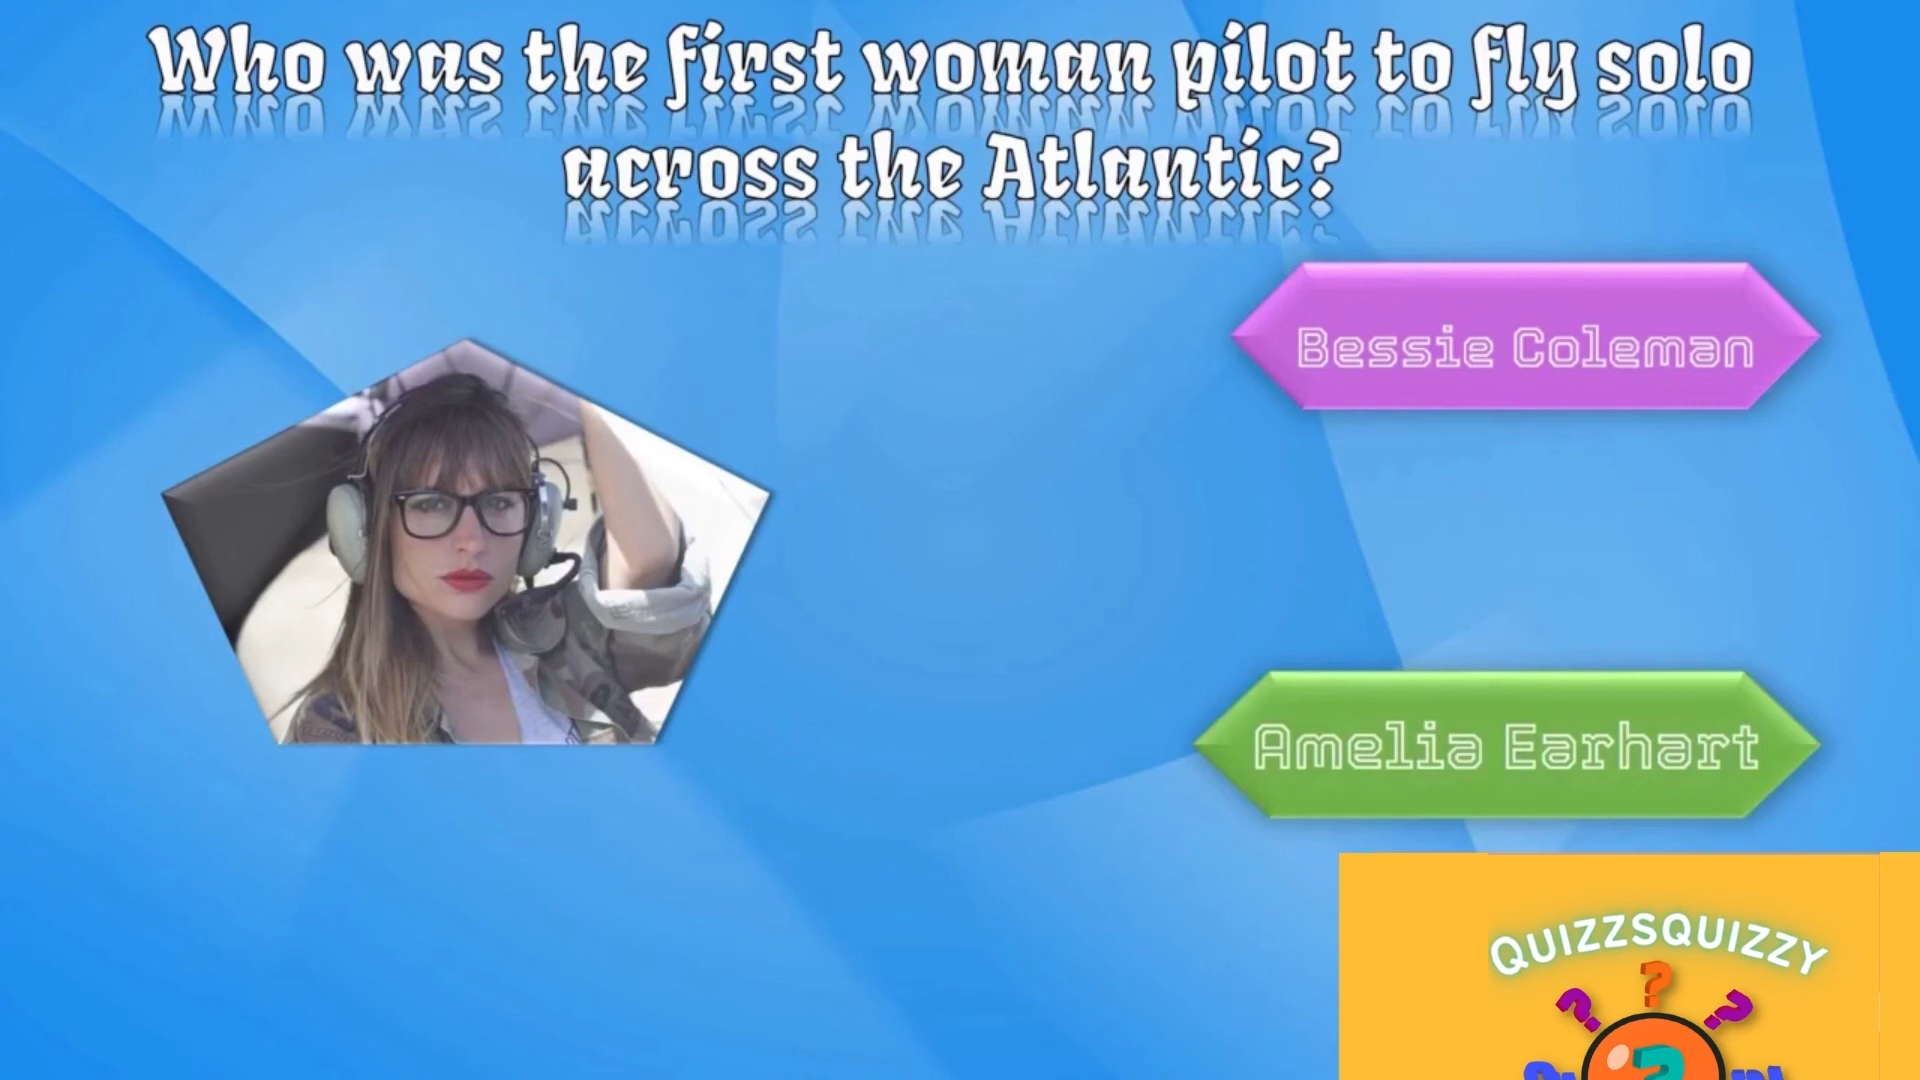 Who was the first woman pilot to fly solo
across the Atlantic?
Bessie Coleman
Amelia Earhart
QUIZZSQUIZZY
? ? ?
?